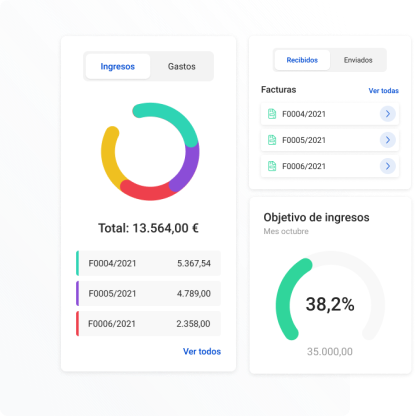 Ingresos Gastos
Total: 13.564,00 €
F0004/2021 5.367,54
F0005/2021 4.789,00
F0006/2021 2.358,00
Ver todos
Recibidos Enviados
Facturas Ver todas
F0004/2021
F0005/2021
F0006/2021
Objetivo de ingresos
Mes octubre
38,2%
35.000,00